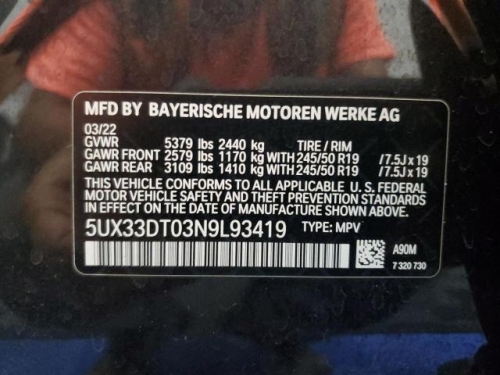 MFD BY BAYERISCHE MOTOREN WERKE AG
03/22
GVWR 5379 lbs 2440 kg TIRE / RIM
GAWR FRONT 2579 lbs 1170 kg WITH 245/50 R19 / 7.5J x 19
GAWR REAR 3109 lbs 1410 kg WITH 245/50 R19 / 7.5J x 19
THIS VEHICLE CONFORMS TO ALL APPLICABLE U. S. FEDERAL
MOTOR VEHICLE SAFETY AND THEFT PREVENTION STANDARDS
IN EFFECT ON THE DATE OF MANUFACTURE SHOWN ABOVE.
5UX33DT03N9L93419 TYPE: MPV
A90M
7 320 730